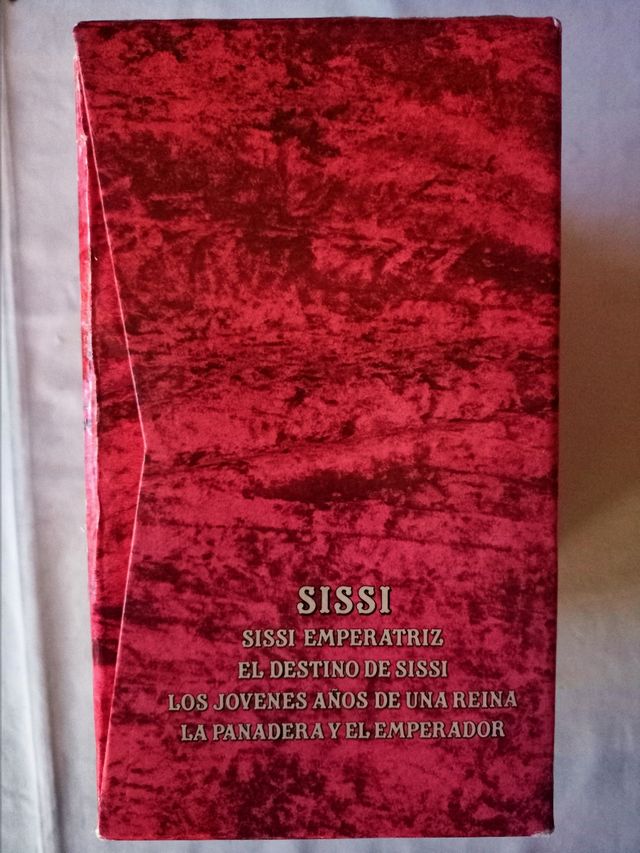 SISSI
SISSI EMPERATRIZ
EL DESTINO DE SISSI
LOS JOVENES AÑOS DE UNA REINA
LA PANADERA Y EL EMPERADOR